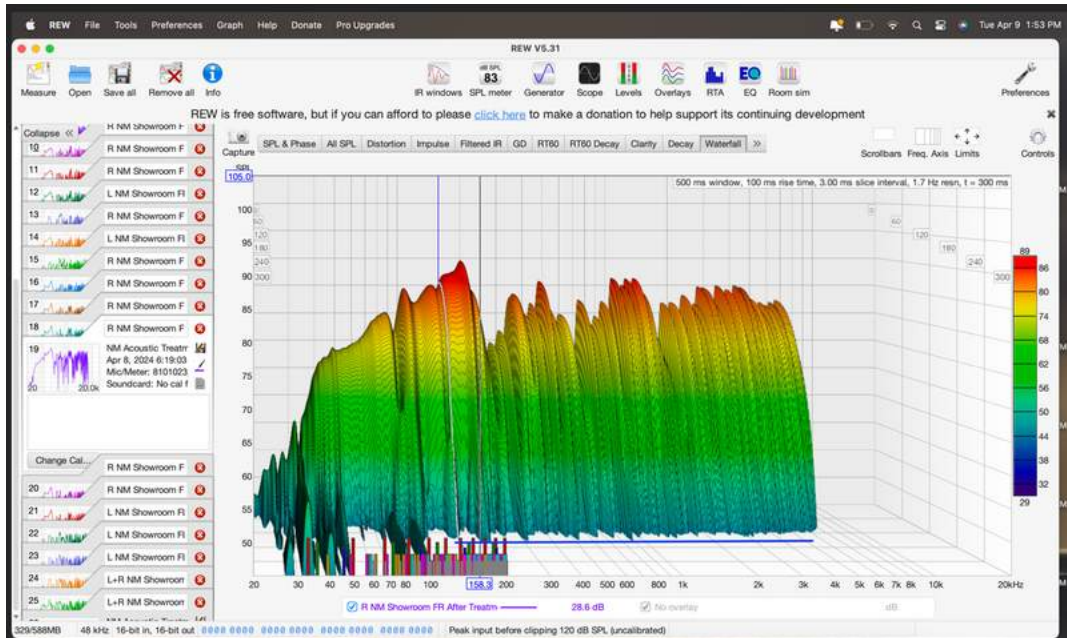 REW File Tools Preferences Graph Help Donate Pro Upgrades Tue Apr 9 1:53 PM
REW V5.31
dB SPL
83
Measure Open Save all Remove all Info IR windows SPL meter Generator Scope Levels Overlays RTA EQ Room sim Preferences
REW is free software, but if you can afford to please click here to make a donation to help support its continuing development
Collapse
R NM Showroom F
Capture SPL & Phase All SPL Distortion Impulse Filtered IR GD RT60 RT60 Decay Clarity Decay Waterfall Scrollbars Freq. Axis Limits Controls
10 R NM Showroom F
11 R NM Showroom F
12 L NM Showroom Fl
13 R NM Showroom F
14 L NM Showroom Fl
15 R NM Showroom F
16 R NM Showroom F
17 R NM Showroom F
18 R NM Showroom F
19 NM Acoustic Treatm
Apr 8, 2024 6:19:03
Mic/Meter: 8101023
20 20.0k Soundcard: No cal f
Change Cal...
R NM Showroom F
20 R NM Showroom F
21 L NM Showroom Fl
22 L NM Showroom Fl
23 L NM Showroom Fl
24 L+R NM Showroom
25 L+R NM Showroom
SPL
105.0
500 ms window, 100 ms rise time, 3.00 ms slice interval, 1.7 Hz resn, t = 300 ms
100
95
90
85
80
75
70
65
60
55
50
0 60 120 180 240 300
0 60 120 180 240 300
89
86
80
74
68
62
56
50
44
38
32
29
20 30 40 50 60 70 80 100 158.3 200 300 400 500 600 800 1k 2k 3k 4k 5k 6k 7k 8k 10k 20kHz
R NM Showroom FR After Treatm 28.6 dB No overlay dB
329/588MB 48 kHz 16-bit in, 16-bit out 0000 0000 0000 0000 0000 0000 0000 0000 Peak input before clipping 120 dB SPL (uncalibrated)